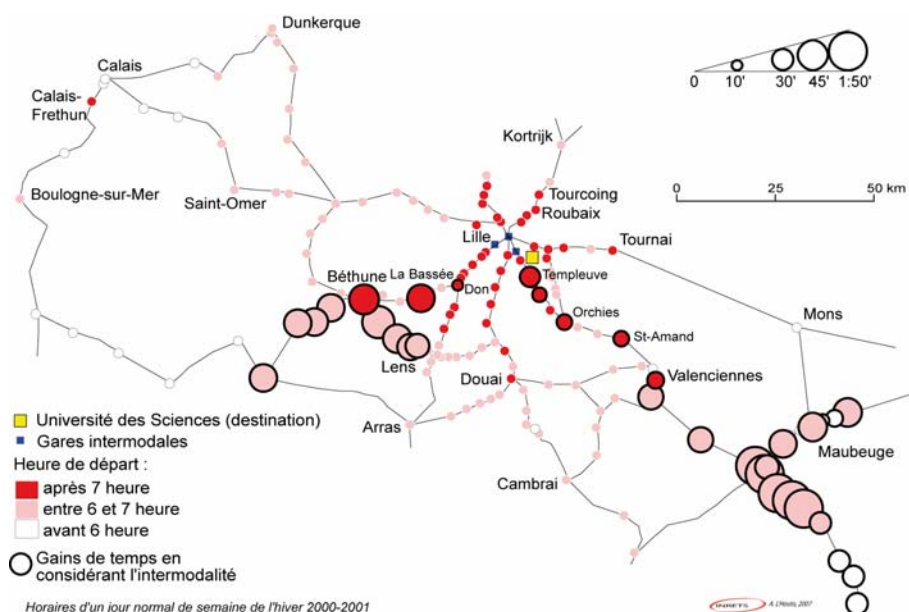 Dunkerque
Calais
Calais-
Frethun
Boulogne-sur-Mer
Saint-Omer
Kortrijk
Tourcoing
Roubaix
Lille
Tournai
0 10' 30' 45' 1:50'
0 25 50 km
Béthune
La Bassée
Don
Templeuve
Orchies
St-Amand
Mons
Lens
Douai
Valenciennes
Arras
Cambrai
Maubeuge
Université des Sciences (destination)
Gares intermodales
Heure de départ :
après 7 heure
entre 6 et 7 heure
avant 6 heure
Gains de temps en
considérant l'intermodalité
Horaires d'un jour normal de semaine de l'hiver 2000-2001
INRETS
A. L'Hostis, 2007